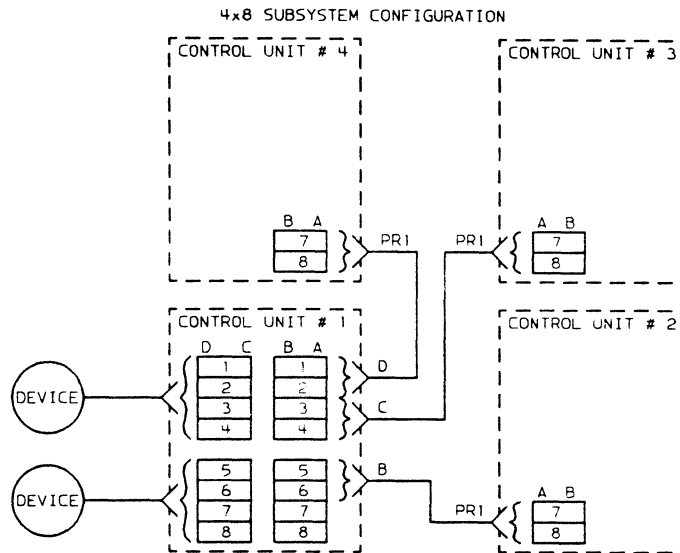 4x8 SUBSYSTEM CONFIGURATION
CONTROL UNIT # 4
CONTROL UNIT # 3
B A
7
8
PR1
PR1
A B
7
8
CONTROL UNIT # 1
CONTROL UNIT # 2
D C
B A
1
2
3
4
1
2
3
4
D
C
DEVICE
5
6
7
8
5
6
7
8
B
DEVICE
PR1
A B
7
8